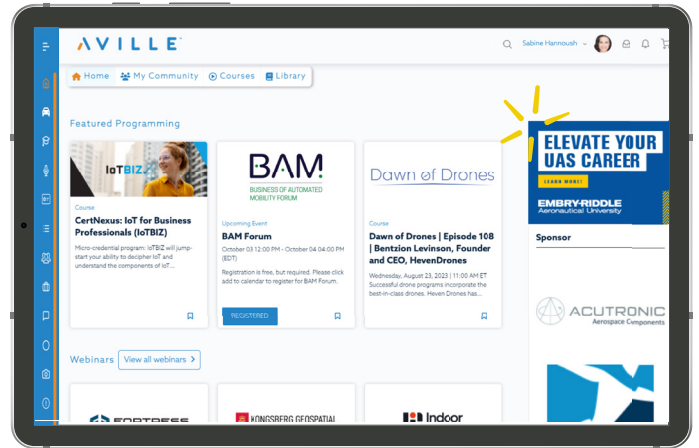 AVILLE
Sabine Hannoush
Home
My Community
Courses
Library
Featured Programming
IoTBIZ
Course
CertNexus: IoT for Business
Professionals (IoTBIZ)
Micro-credential program: IoTBIZ will jump-
start your ability to decipher IoT and
understand the components of IoT...
BAM
BUSINESS OF AUTOMATED
MOBILITY FORUM
Upcoming Event
BAM Forum
October 03 12:00 PM - October 04 04:00 PM
(EDT)
Registration is free, but required. Please click
add to calendar to register for BAM Forum.
REGISTERED
Dawn of Drones
Course
Dawn of Drones | Episode 108
| Bentzion Levinson, Founder
and CEO, HevenDrones
Wednesday, August 23, 2023 | 11:00 AM ET
Successful drone programs incorporate the
best-in-class drones. Heven Drones has...
ELEVATE YOUR
UAS CAREER
LEARN MORE!
EMBRY-RIDDLE
Aeronautical University
Sponsor
ACUTRONIC
Aerospace Components
Webinars
View all webinars >
FORTRESS
KONGSBERG GEOSPATIAL
Indoor